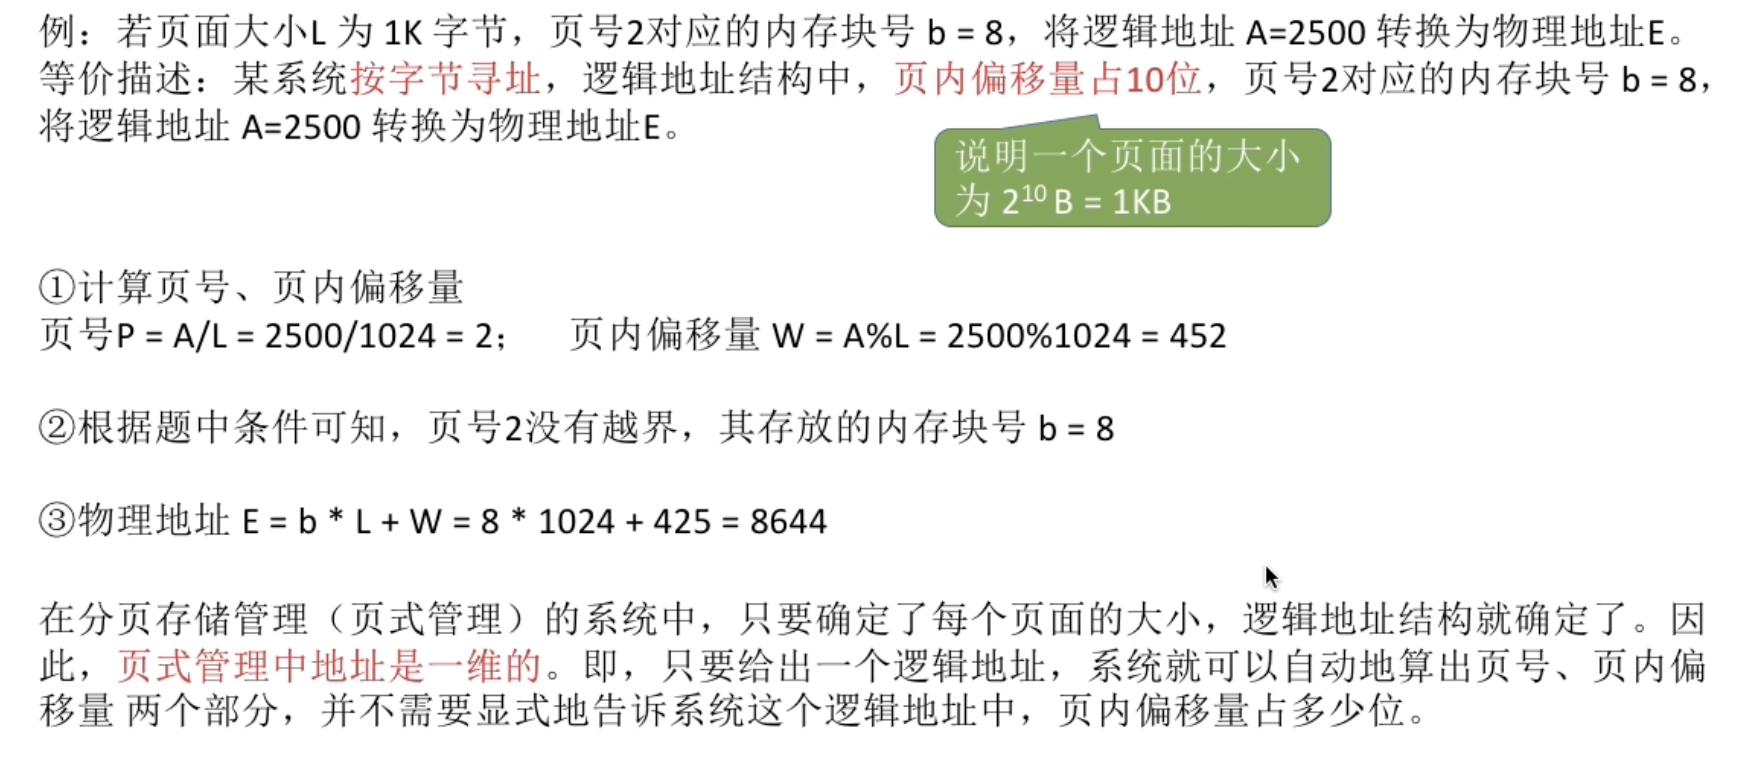 例：若页面大小L 为 1K 字节，页号2对应的内存块号 b = 8，将逻辑地址 A=2500 转换为物理地址E。
等价描述：某系统按字节寻址，逻辑地址结构中，页内偏移量占10位，页号2对应的内存块号 b = 8，
将逻辑地址 A=2500 转换为物理地址E。
说明一个页面的大小
为 2¹⁰ B = 1KB
①计算页号、页内偏移量
页号P = A/L = 2500/1024 = 2； 页内偏移量 W = A%L = 2500%1024 = 452
②根据题中条件可知，页号2没有越界，其存放的内存块号 b = 8
③物理地址 E = b * L + W = 8 * 1024 + 425 = 8644
在分页存储管理（页式管理）的系统中，只要确定了每个页面的大小，逻辑地址结构就确定了。因
此，页式管理中地址是一维的。即，只要给出一个逻辑地址，系统就可以自动地算出页号、页内偏
移量 两个部分，并不需要显式地告诉系统这个逻辑地址中，页内偏移量占多少位。